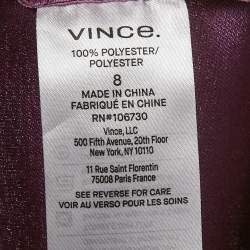 VINCE.
100% POLYESTER/
POLYESTER
8
MADE IN CHINA
FABRIQUÉ EN CHINE
RN#106730
Vince, LLC
500 Fifth Avenue, 20th Floor
New York, NY 10110
11 Rue Saint Florentin
75008 Paris France
SEE REVERSE FOR CARE
VOIR AU VERSO POUR LES SOINS